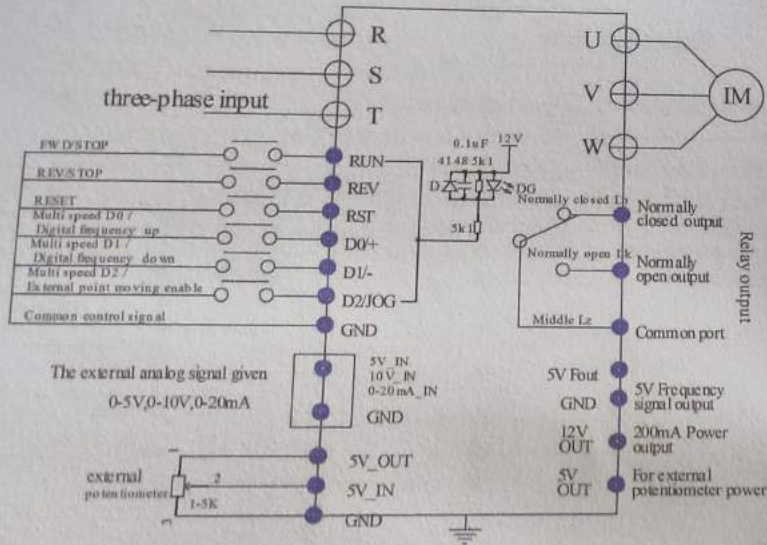 R
S
three-phase input
T
FWD/STOP
RUN
REV/STOP
REV
RESET
RST
Multi speed D0 /
Digital frequency up
D0/+
Multi speed D1 /
Digital frequency down
D1/-
Multi speed D2 /
External point moving enable
D2/JOG
Common control signal
GND
The external analog signal given
0-5V,0-10V,0-20mA
5V_IN
10V_IN
0-20mA_IN
GND
1
external
potentiometer
2
1-5K
3
5V_OUT
5V_IN
GND
0.1uF
12V
4148
5k1
D
DG
5k1
U
V
W
IM
Normally closed Lb
Normally
closed output
Normally open Lk
Normally
open output
Middle Lz
Common port
Relay output
5V Fout
GND
5V Frequency
signal output
12V
OUT
200mA Power
output
5V
OUT
For external
potentiometer power